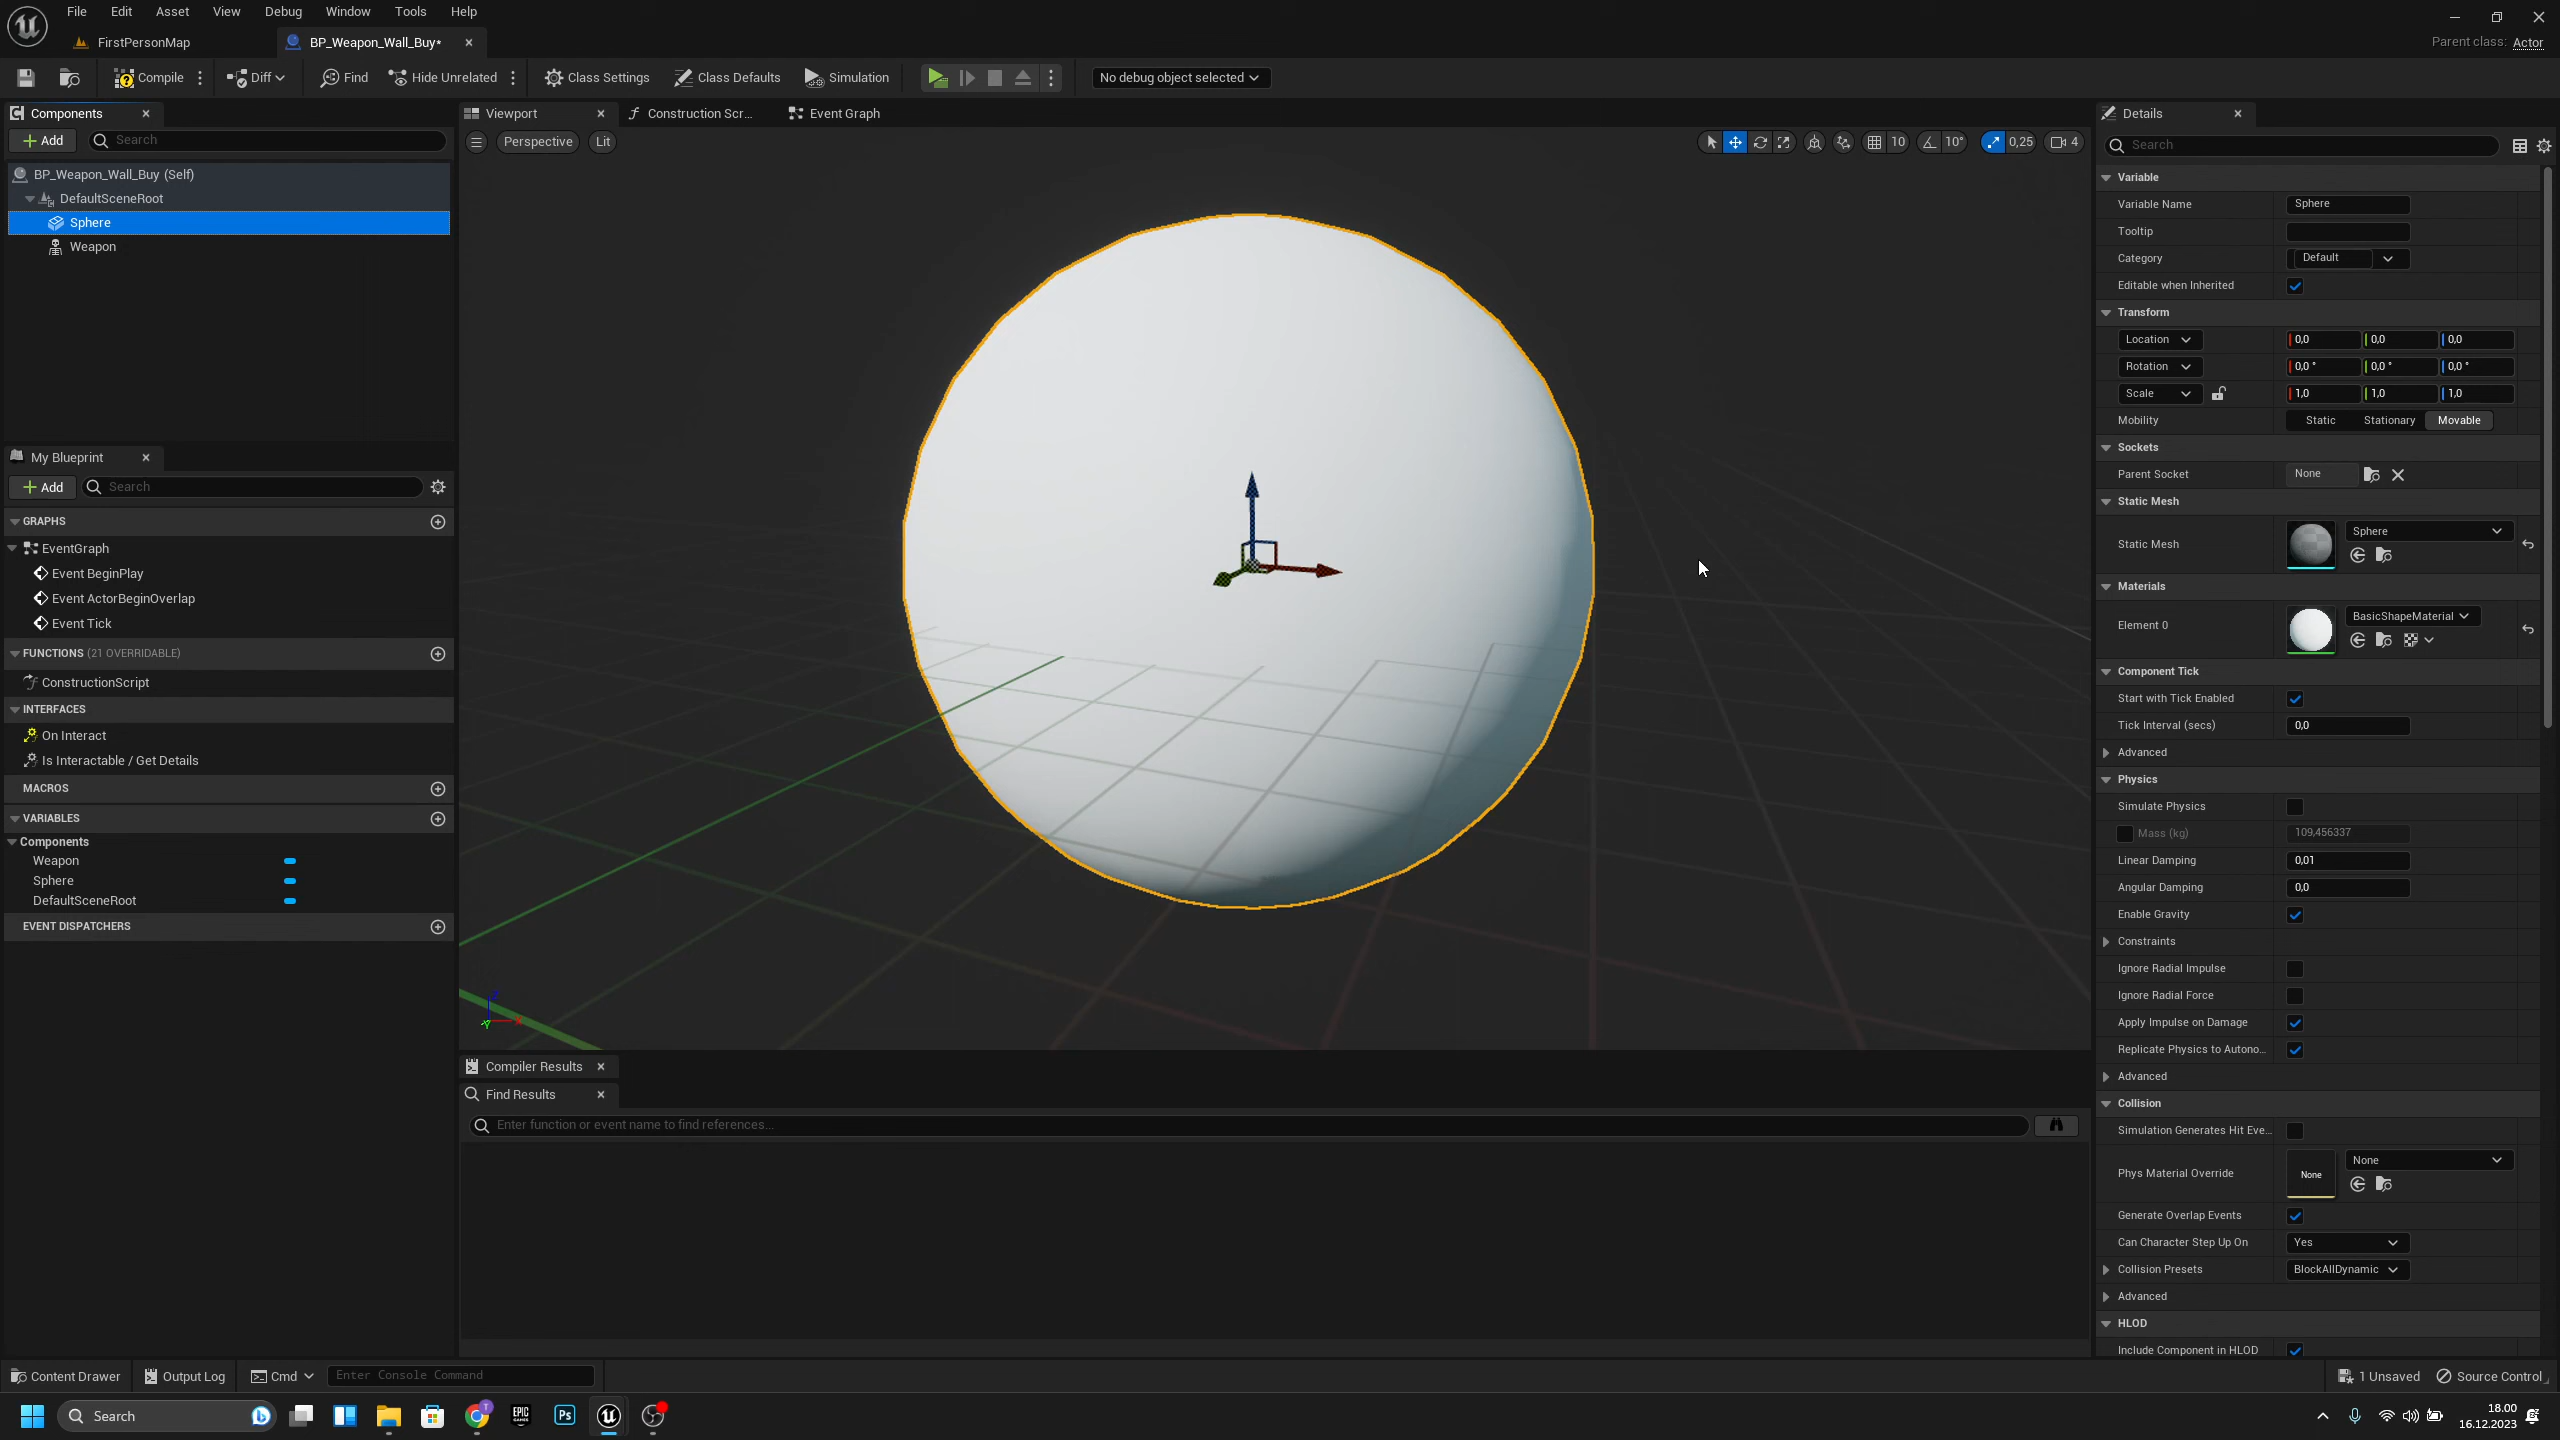 File Edit Asset View Debug Window Tools Help
FirstPersonMap
BP_Weapon_Wall_Buy*
Parent class: Actor
Compile
Diff
Find
Hide Unrelated
Class Settings
Class Defaults
Simulation
No debug object selected
Components
Add
Search
BP_Weapon_Wall_Buy (Self)
DefaultSceneRoot
Sphere
Weapon
My Blueprint
Add
Search
GRAPHS
EventGraph
Event BeginPlay
Event ActorBeginOverlap
Event Tick
FUNCTIONS (21 OVERRIDABLE)
ConstructionScript
INTERFACES
On Interact
Is Interactable / Get Details
MACROS
VARIABLES
Components
Weapon
Sphere
DefaultSceneRoot
EVENT DISPATCHERS
Viewport
Construction Scr...
Event Graph
Perspective
Lit
10
10°
0,25
4
Compiler Results
Find Results
Enter function or event name to find references...
Details
Search
Variable
Variable Name Sphere
Tooltip
Category Default
Editable when Inherited
Transform
Location 0,0 0,0 0,0
Rotation 0,0 ° 0,0 ° 0,0 °
Scale 1,0 1,0 1,0
Mobility Static Stationary Movable
Sockets
Parent Socket None
Static Mesh
Static Mesh Sphere
Materials
Element 0 BasicShapeMaterial
Component Tick
Start with Tick Enabled
Tick Interval (secs) 0,0
Advanced
Physics
Simulate Physics
Mass (kg) 109,456337
Linear Damping 0,01
Angular Damping 0,0
Enable Gravity
Constraints
Ignore Radial Impulse
Ignore Radial Force
Apply Impulse on Damage
Replicate Physics to Autono...
Advanced
Collision
Simulation Generates Hit Eve...
Phys Material Override None None
Generate Overlap Events
Can Character Step Up On Yes
Collision Presets BlockAllDynamic
Advanced
HLOD
Include Component in HLOD
Content Drawer
Output Log
Cmd
Enter Console Command
1 Unsaved
Source Control
Search
EPIC GAMES
Ps
18.00
16.12.2023